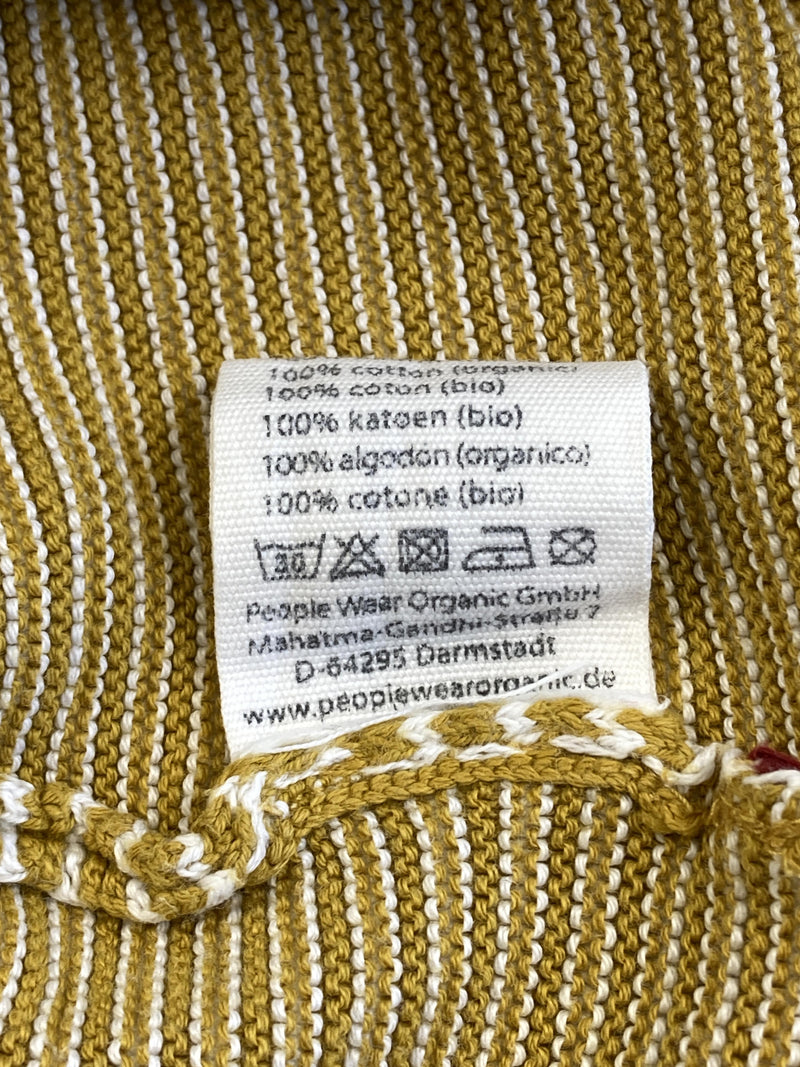 100% cotton (organic)
100% coton (bio)
100% katoen (bio)
100% algodón (organico)
100% cotone (bio)
30
People Wear Organic GmbH
Mahatma-Gandhi-Straße 7
D-64295 Darmstadt
www.peoplewearorganic.de